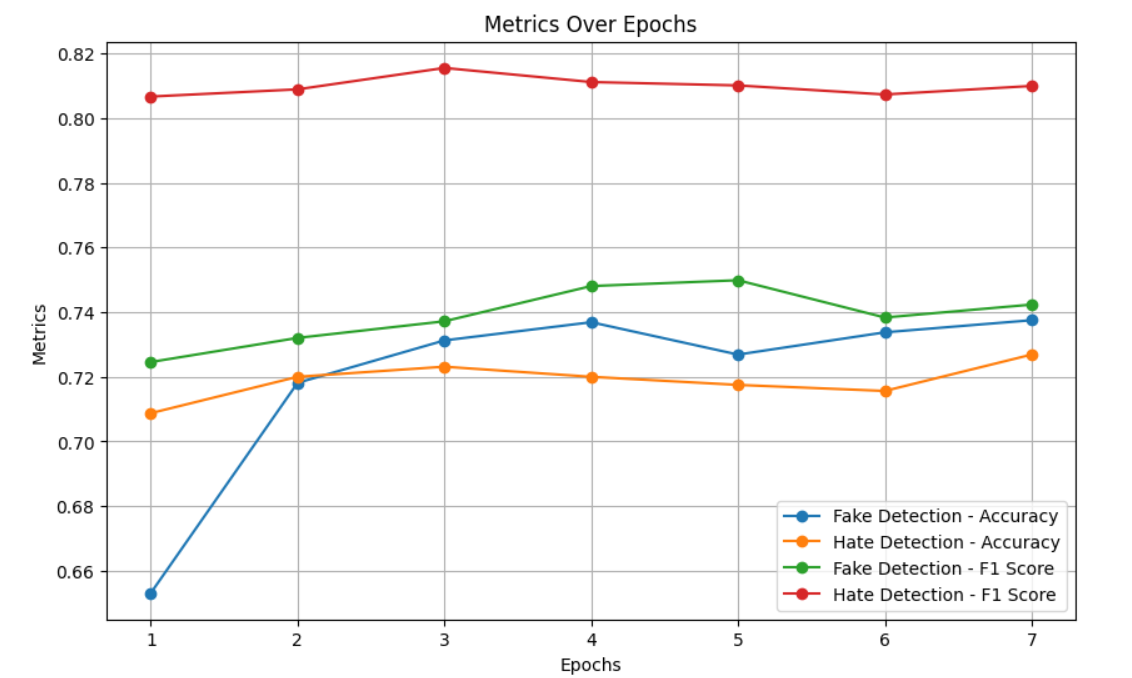 Metrics Over Epochs
0.82
0.80
0.78
0.76
0.74
0.72
0.70
0.68
0.66
Metrics
1 2 3 4 5 6 7
Epochs
Fake Detection - Accuracy
Hate Detection - Accuracy
Fake Detection - F1 Score
Hate Detection - F1 Score